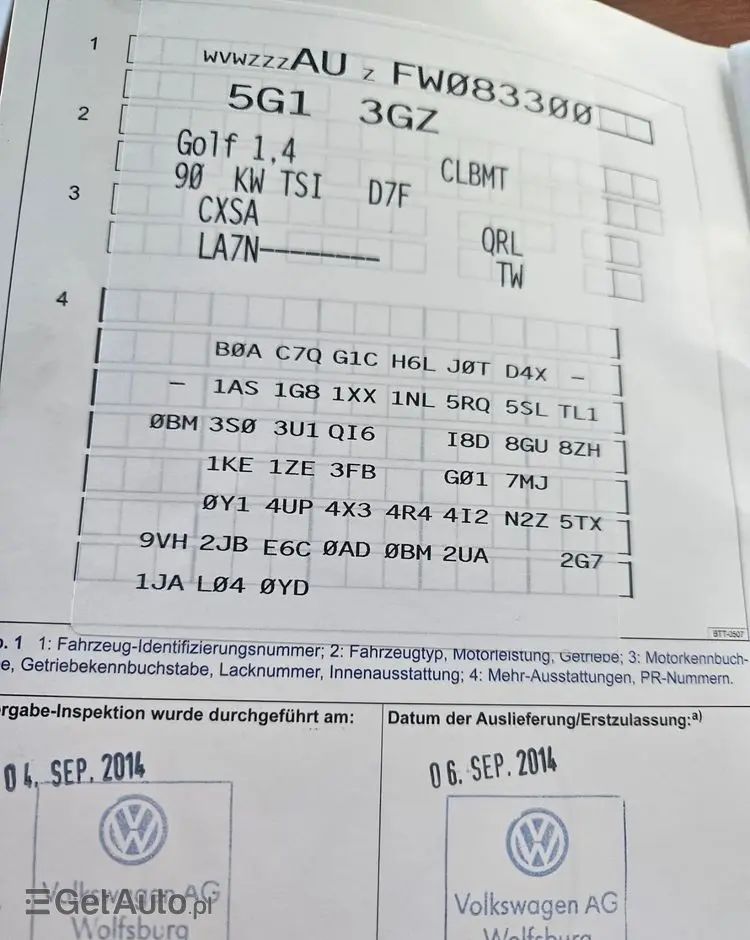 1 WVWZZZAU Z FW083300
5G1 3GZ
2
Golf 1,4 CLBMT
90 KW TSI D7F
3 CXSA QRL
LA7N-------- TW
4
B0A C7Q G1C H6L J0T D4X –
– 1AS 1G8 1XX 1NL 5RQ 5SL TL1
0BM 3S0 3U1 QI6 I8D 8GU 8ZH
1KE 1ZE 3FB G01 7MJ
0Y1 4UP 4X3 4R4 4I2 N2Z 5TX
9VH 2JB E6C 0AD 0BM 2UA 2G7
1JA L04 0YD
BTT-0507
b. 1 1: Fahrzeug-Identifizierungsnummer; 2: Fahrzeugtyp, Motorleistung, Getriebe; 3: Motorkennbuch-
e, Getriebekennbuchstabe, Lacknummer, Innenausstattung; 4: Mehr-Ausstattungen, PR-Nummern.
rgabe-Inspektion wurde durchgeführt am:
Datum der Auslieferung/Erstzulassung:a)
04. SEP. 2014
06. SEP. 2014
Volkswagen AG
Wolfsburg
Volkswagen AG
Wolfsburg
GetAuto.pl